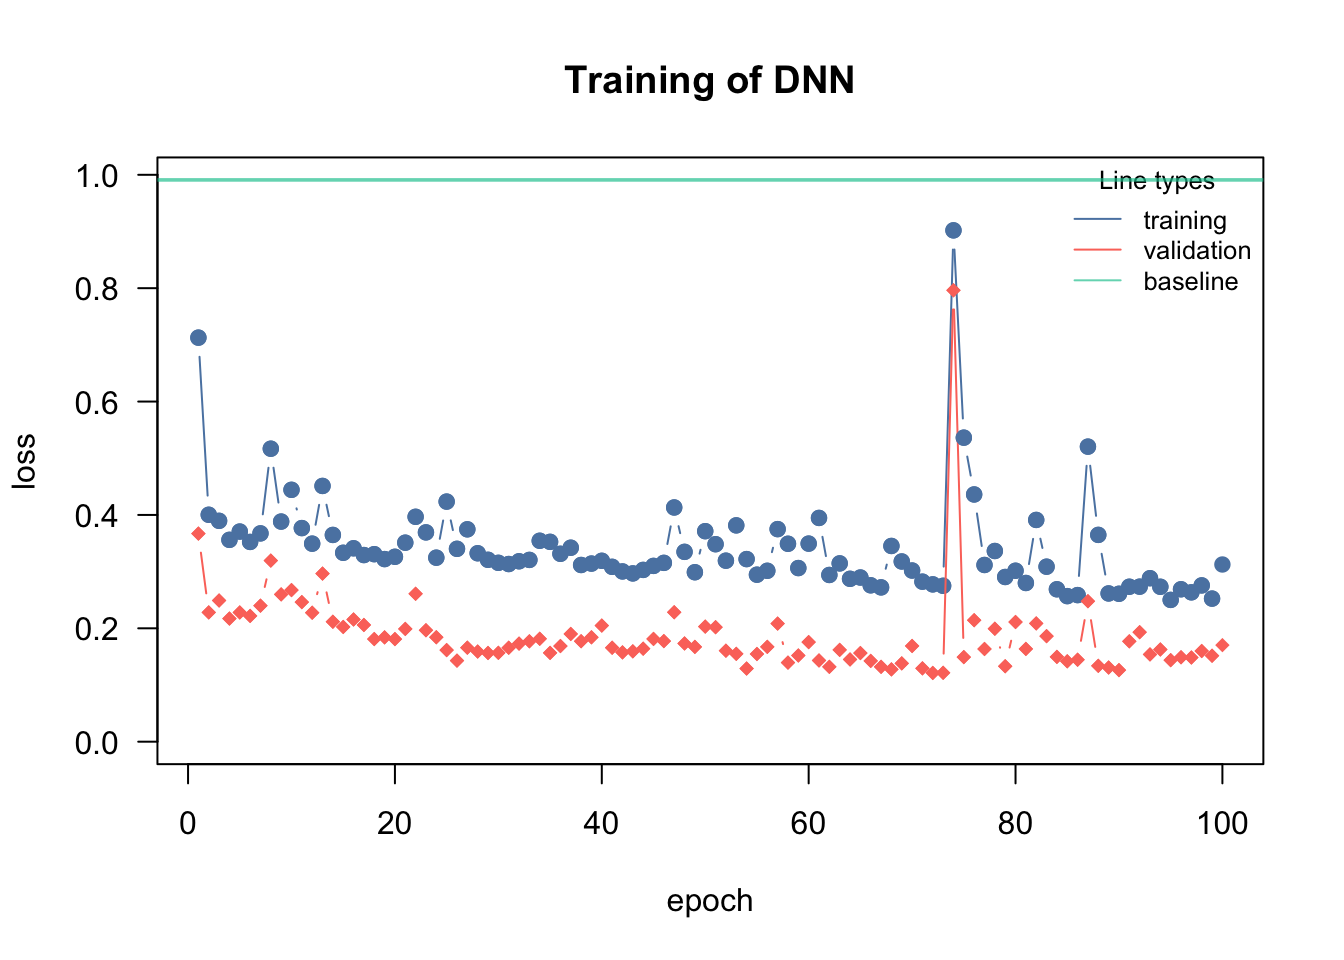 Training of DNN
1.0
0.8
0.6
0.4
0.2
0.0
loss
Line types
training
validation
baseline
0 20 40 60 80 100
epoch